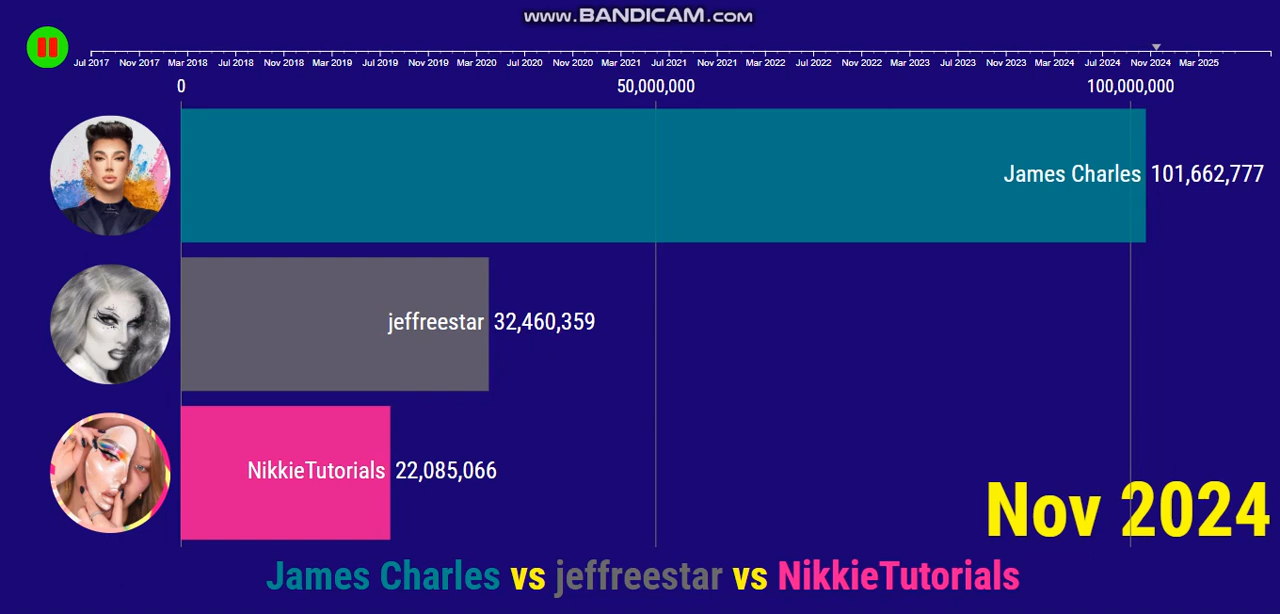 www.BANDICAM.com
Jul 2017 Nov 2017 Mar 2018 Jul 2018 Nov 2018 Mar 2019 Jul 2019 Nov 2019 Mar 2020 Jul 2020 Nov 2020 Mar 2021 Jul 2021 Nov 2021 Mar 2022 Jul 2022 Nov 2022 Mar 2023 Jul 2023 Nov 2023 Mar 2024 Jul 2024 Nov 2024 Mar 2025
0 50,000,000 100,000,000
James Charles 101,662,777
jeffreestar 32,460,359
NikkieTutorials 22,085,066
Nov 2024
James Charles vs jeffreestar vs NikkieTutorials